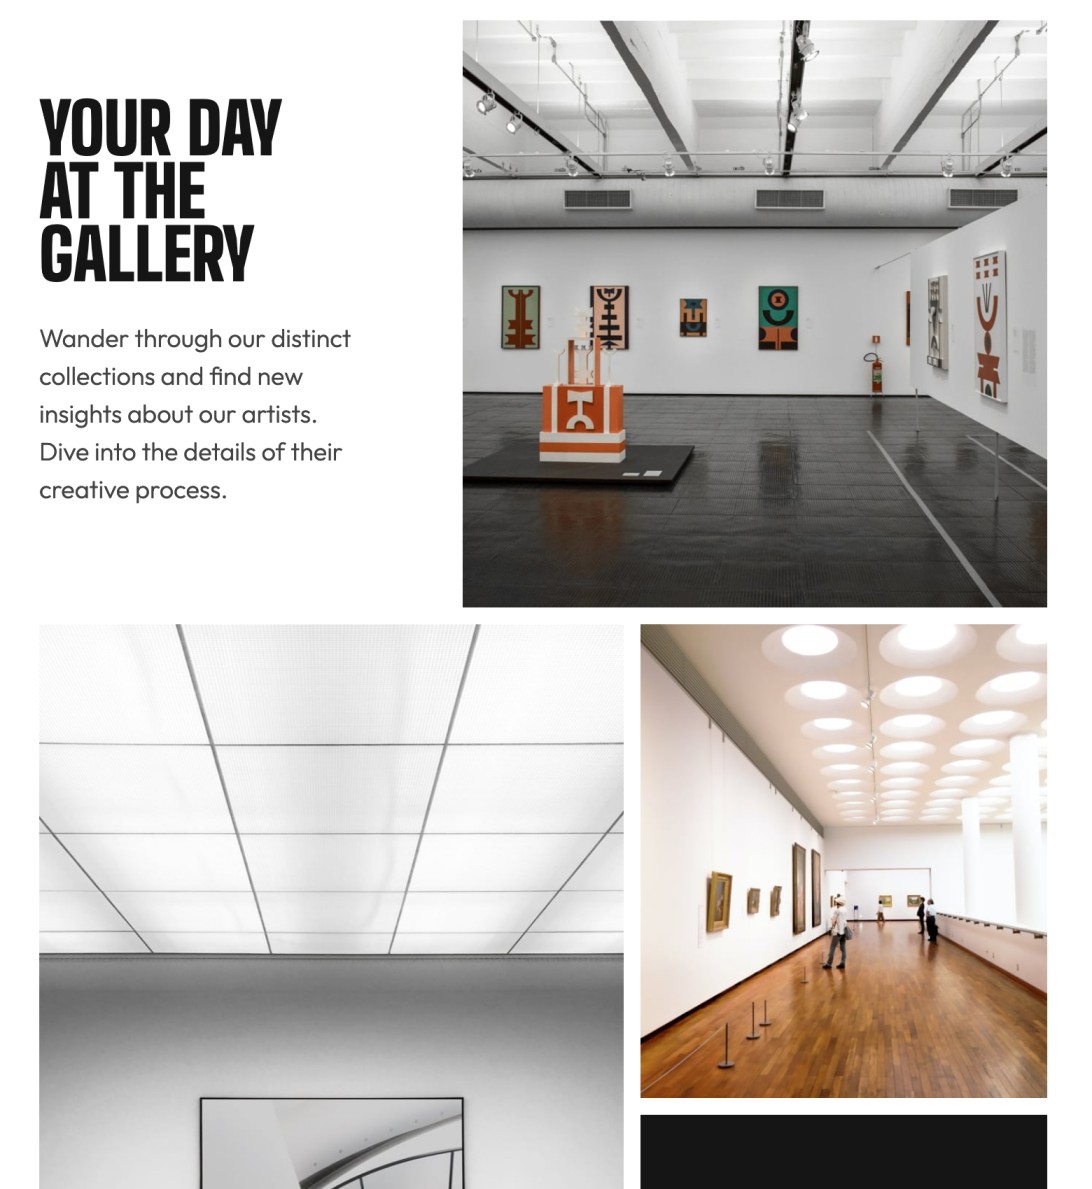 YOUR DAY
AT THE
GALLERY
Wander through our distinct
collections and find new
insights about our artists.
Dive into the details of their
creative process.